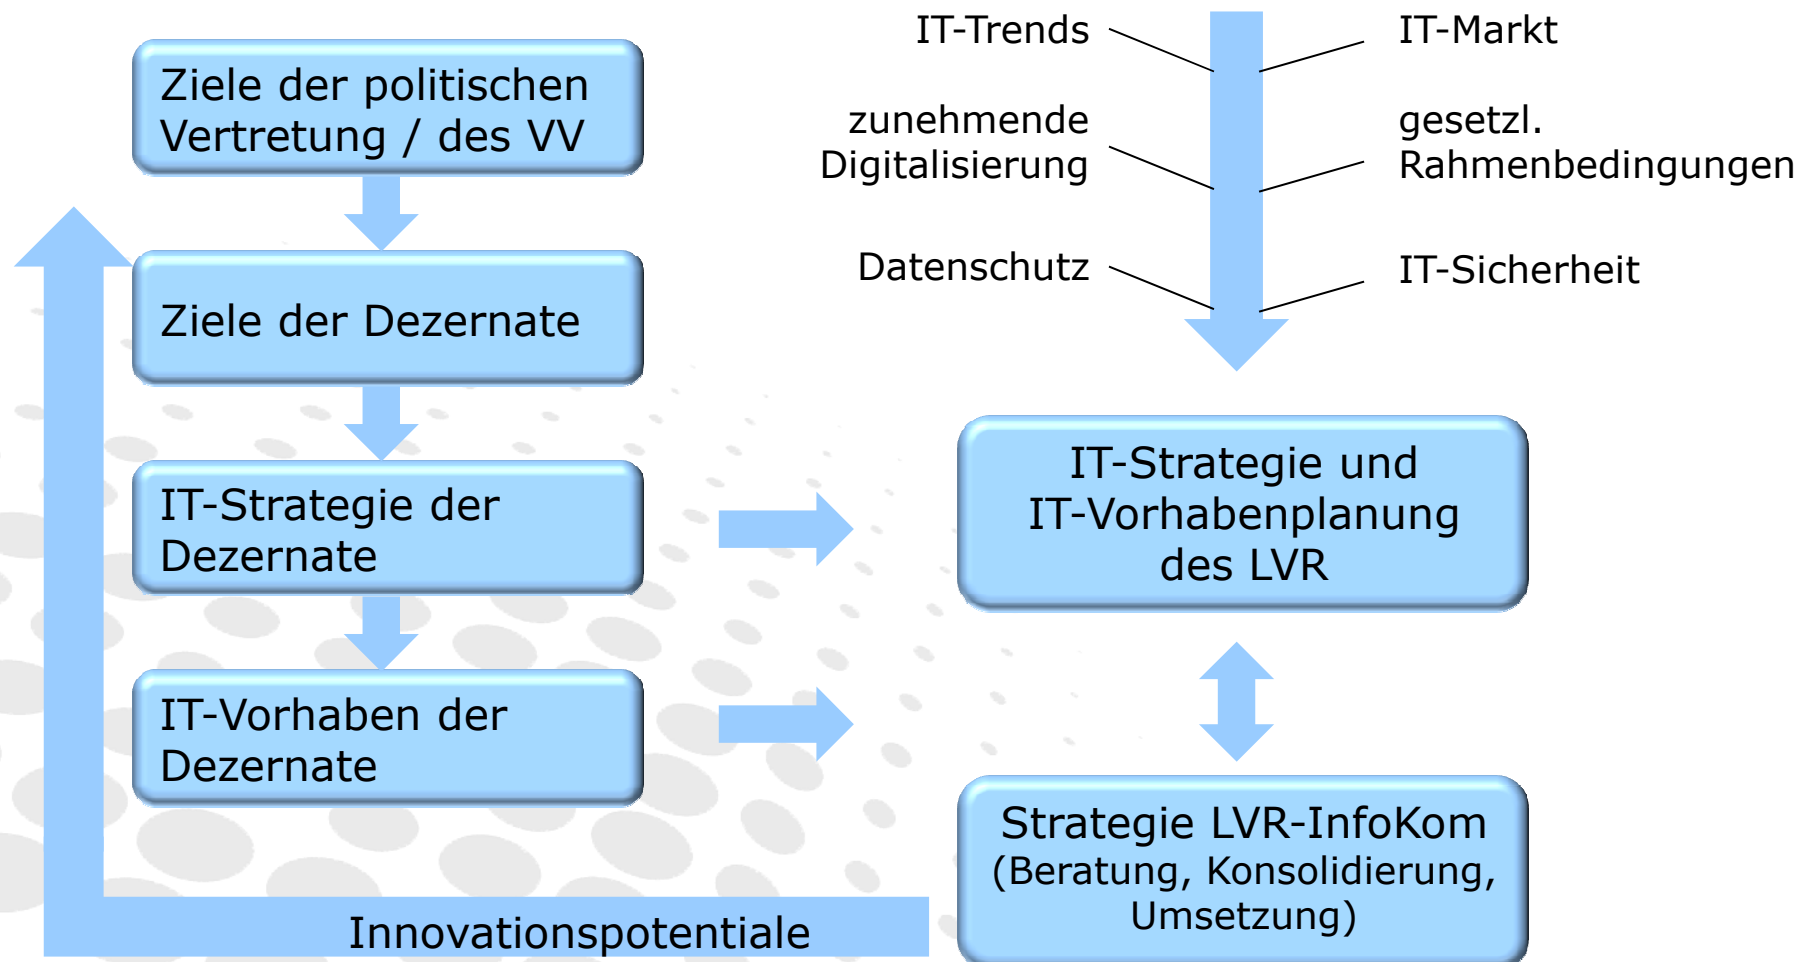 Ziele der politischen
Vertretung / des VV
Ziele der Dezernate
IT-Strategie der
Dezernate
IT-Vorhaben der
Dezernate
Innovationspotentiale
IT-Trends
IT-Markt
zunehmende
Digitalisierung
gesetzl.
Rahmenbedingungen
Datenschutz
IT-Sicherheit
IT-Strategie und
IT-Vorhabenplanung
des LVR
Strategie LVR-InfoKom
(Beratung, Konsolidierung,
Umsetzung)